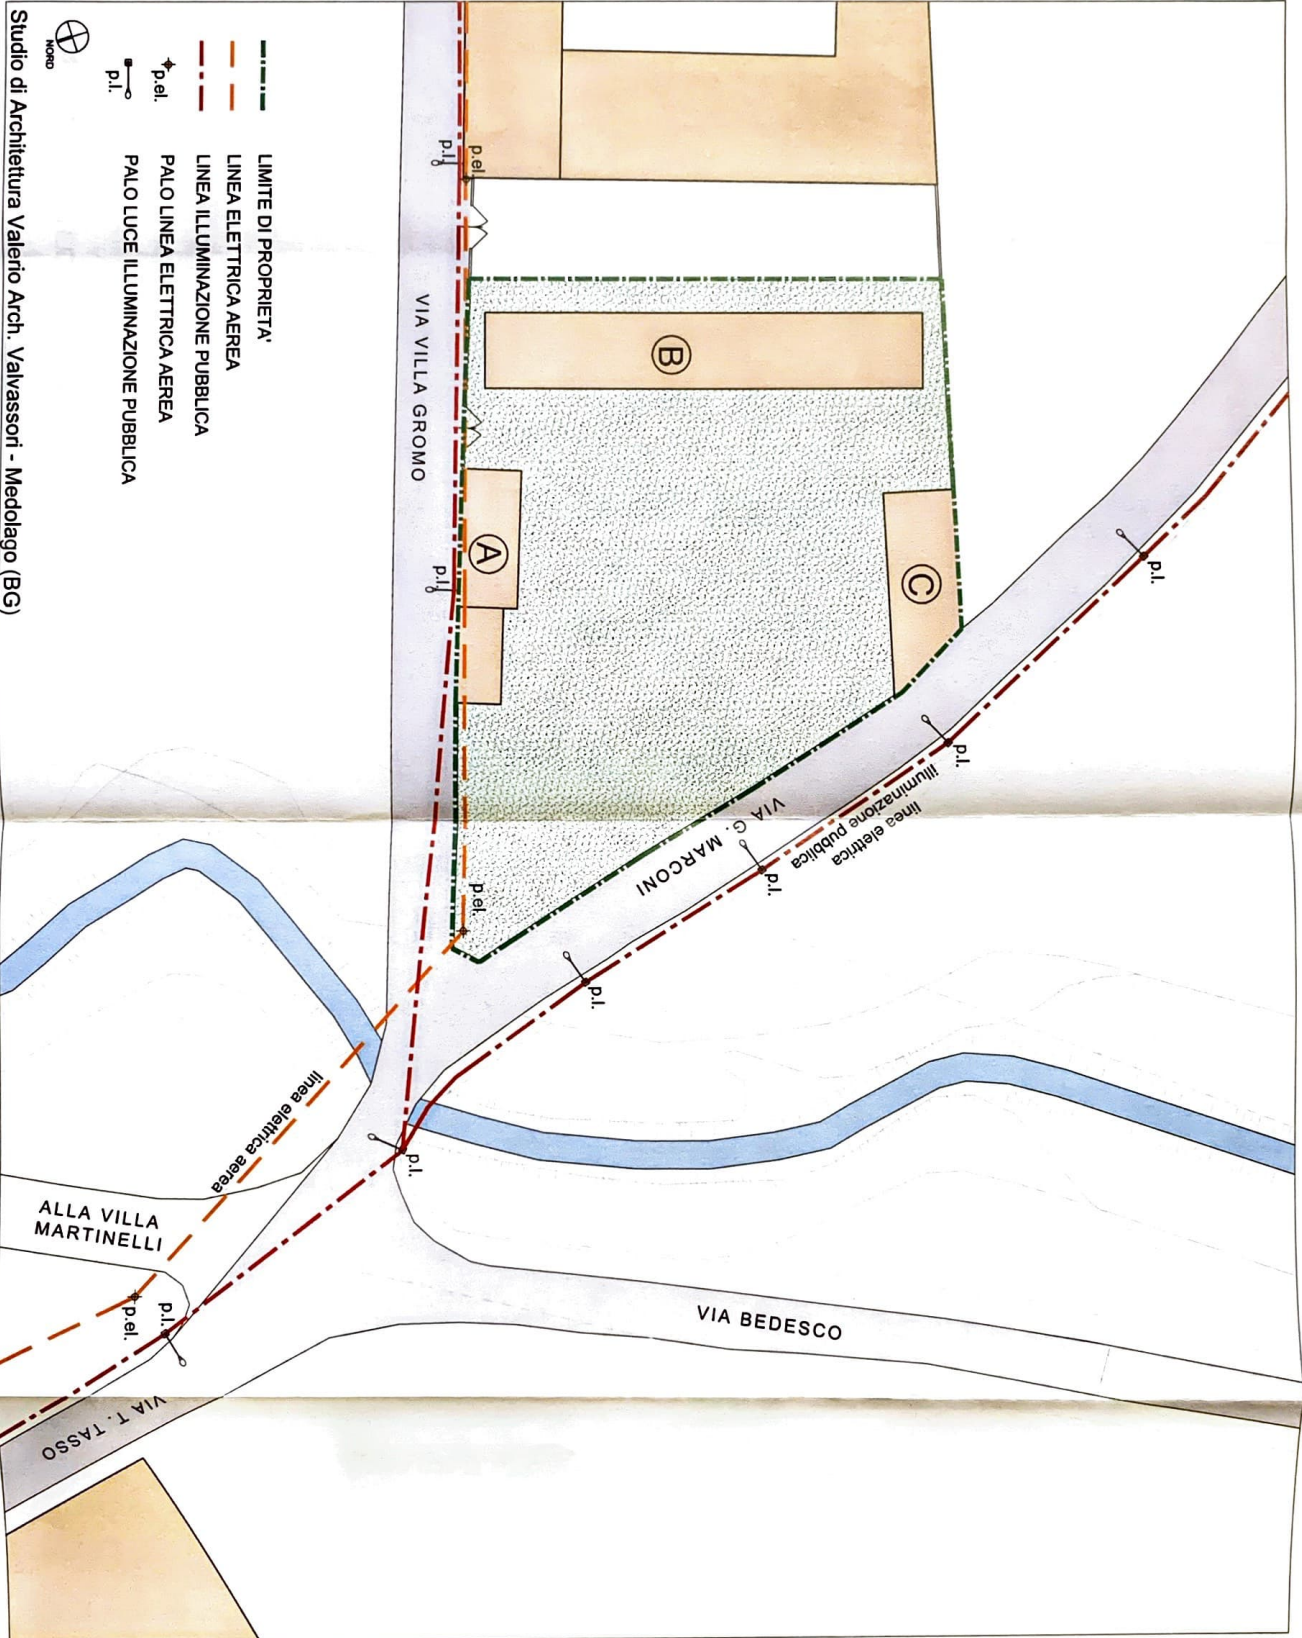 LIMITE DI PROPRIETA'
LINEA ELETTRICA AEREA
LINEA ILLUMINAZIONE PUBBLICA
p.el.
PALO LINEA ELETTRICA AEREA
p.l.
PALO LUCE ILLUMINAZIONE PUBBLICA
NORD
Studio di Architettura Valerio Arch. Valvassori - Medolago (BG)
p.l.
p.el.
VIA VILLA GROMO
B
A
C
p.l.
p.l.
p.l.
linea elettrica
illuminazione pubblica
VIA G. MARCONI
p.l.
p.el.
p.l.
linea elettrica aerea
p.l.
ALLA VILLA
MARTINELLI
p.el.
p.l.
VIA BEDESCO
VIA T. TASSO